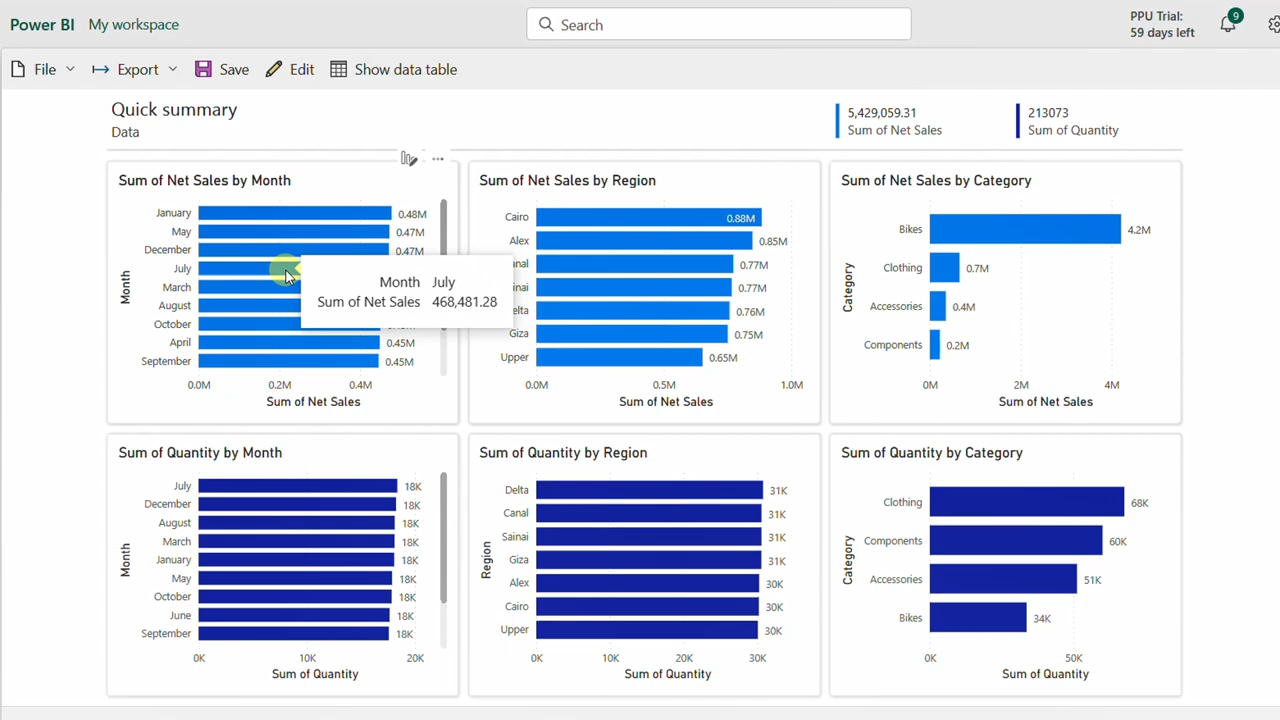 Power BI My workspace
Search
PPU Trial:
59 days left
9
File
Export
Save
Edit
Show data table
Quick summary
Data
5,429,059.31
Sum of Net Sales
213073
Sum of Quantity
Sum of Net Sales by Month
Month
January 0.48M
May 0.47M
December 0.47M
July
March
August
October
April 0.45M
September 0.45M
0.0M 0.2M 0.4M
Sum of Net Sales
Month July
Sum of Net Sales 468,481.28
Sum of Net Sales by Region
Cairo 0.88M
Alex 0.85M
0.77M
0.77M
0.76M
Giza 0.75M
Upper 0.65M
0.0M 0.5M 1.0M
Sum of Net Sales
Sum of Net Sales by Category
Category
Bikes 4.2M
Clothing 0.7M
Accessories 0.4M
Components 0.2M
0M 2M 4M
Sum of Net Sales
Sum of Quantity by Month
Month
July 18K
December 18K
August 18K
March 18K
January 18K
May 18K
October 18K
June 18K
September 18K
0K 10K 20K
Sum of Quantity
Sum of Quantity by Region
Region
Delta 31K
Canal 31K
Sainai 31K
Giza 31K
Alex 30K
Cairo 30K
Upper 30K
0K 10K 20K 30K
Sum of Quantity
Sum of Quantity by Category
Category
Clothing 68K
Components 60K
Accessories 51K
Bikes 34K
0K 50K
Sum of Quantity